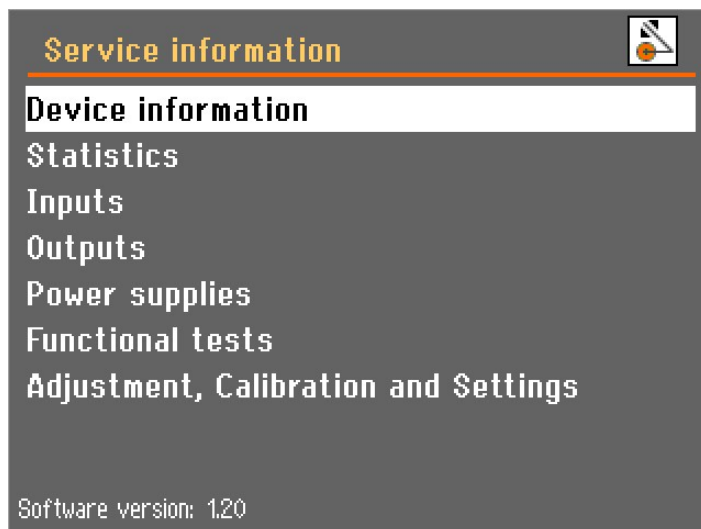 Service information
Device information
Statistics
Inputs
Outputs
Power supplies
Functional tests
Adjustment, Calibration and Settings
Software version: 1.20